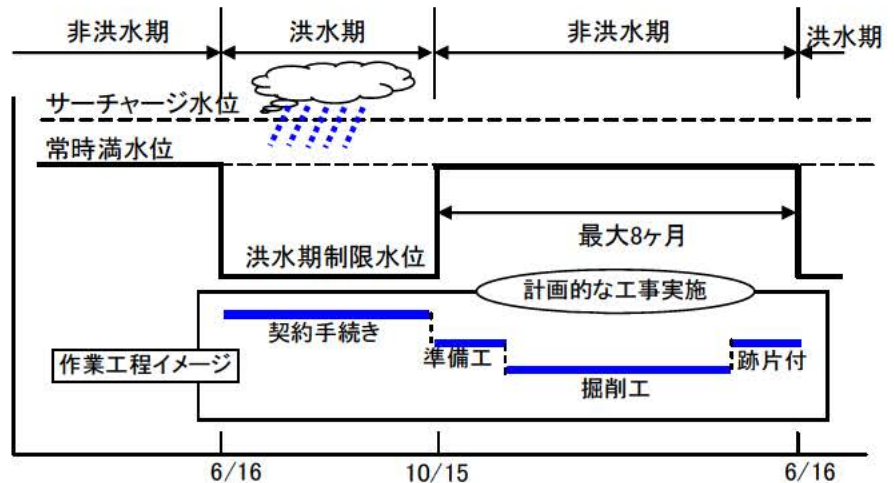 非洪水期
洪水期
非洪水期
洪水期
サーチャージ水位
常時満水位
最大8ヶ月
洪水期制限水位
計画的な工事実施
契約手続き
準備工
跡片付
作業工程イメージ
掘削工
6/16
10/15
6/16